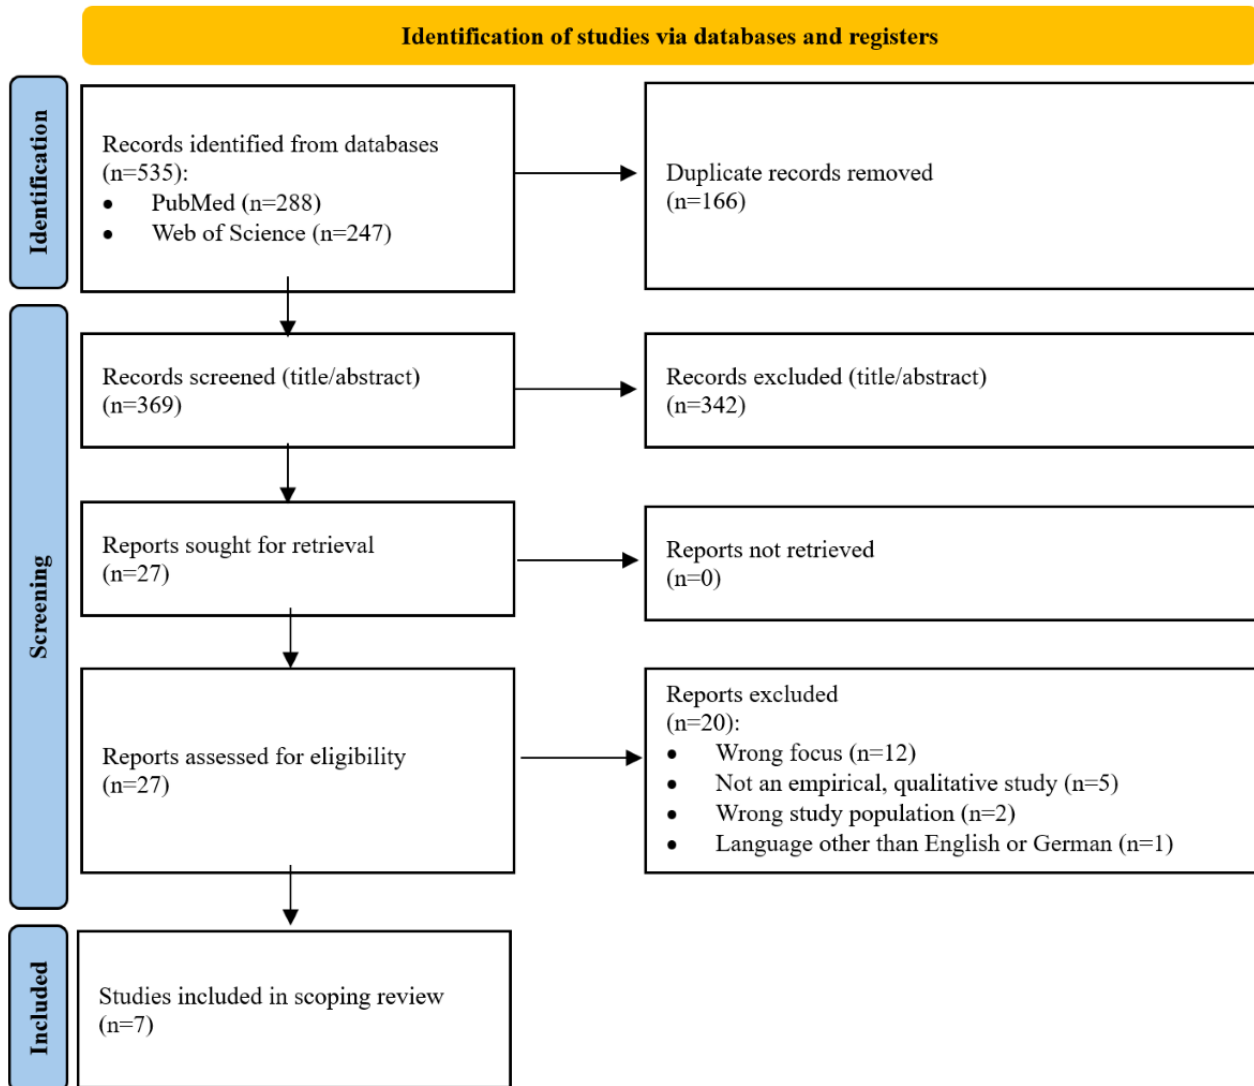 Identification of studies via databases and registers
Identification
Records identified from databases
(n=535):
• PubMed (n=288)
• Web of Science (n=247)
Duplicate records removed
(n=166)
Screening
Records screened (title/abstract)
(n=369)
Records excluded (title/abstract)
(n=342)
Reports sought for retrieval
(n=27)
Reports not retrieved
(n=0)
Reports assessed for eligibility
(n=27)
Reports excluded
(n=20):
• Wrong focus (n=12)
• Not an empirical, qualitative study (n=5)
• Wrong study population (n=2)
• Language other than English or German (n=1)
Included
Studies included in scoping review
(n=7)